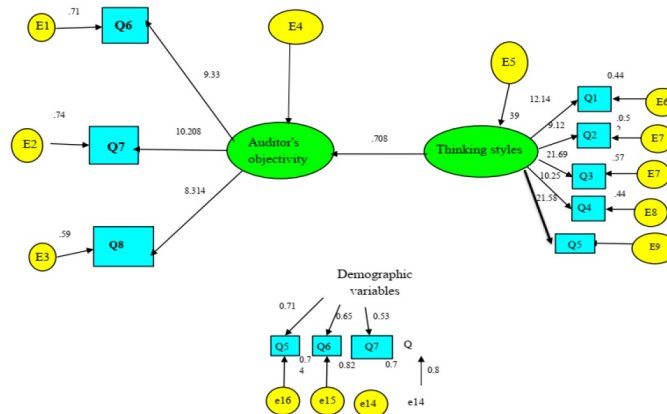 E1
.71
Q6
E4
9.33
E5
12.14
0.44
Q1
E6
39
9.12
.0.5
2
Q2
E7
E2
.74
Q7
10.208
Auditor's
objectivity
.708
Thinking styles
21.69
.57
Q3
E7
10.25
.44
Q4
E8
21.58
Q5
E9
8.314
E3
.59
Q8
Demographic
variables
0.71
0.65
0.53
Q5
Q6
Q7
Q
0.7
4
0.82
0.7
0.8
e16
e15
e14
e14